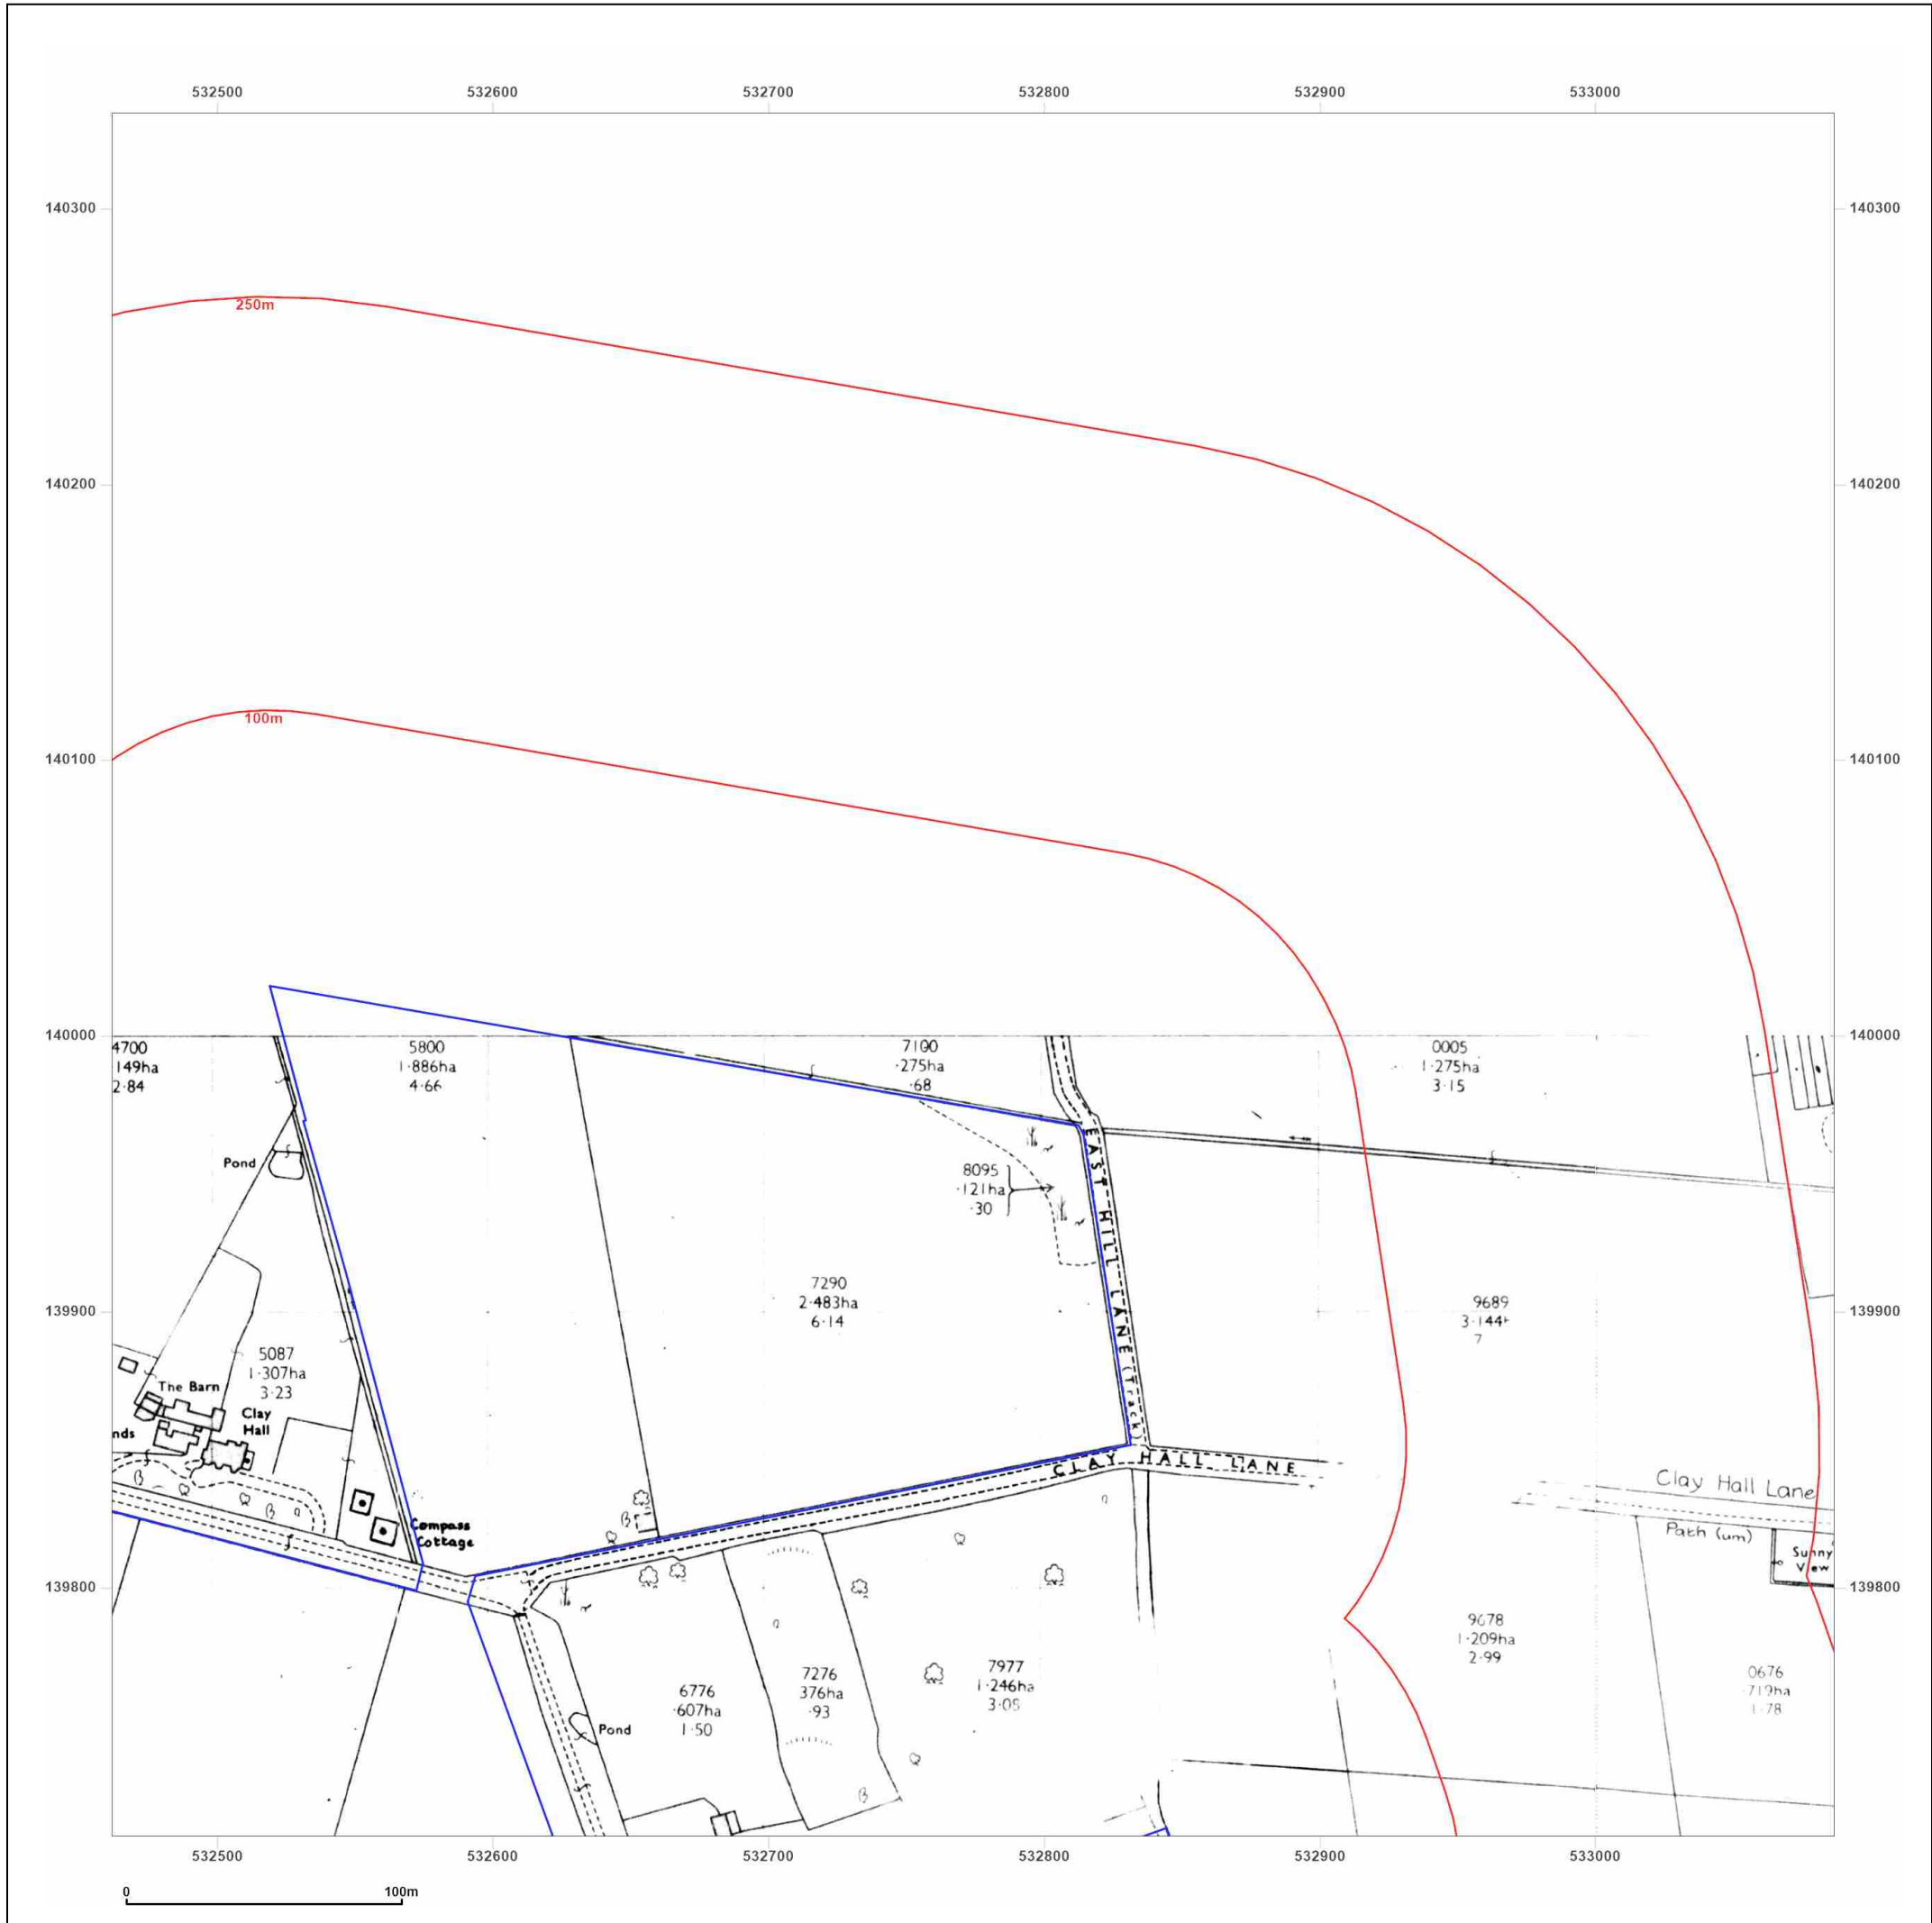 532500 532600 532700 532800 532900 533000
140300 140300
250m
140200 140200
100m
140100 140100
140000 140000
4700
149ha
2·84
5800
1·886ha
4·66
7100
·275ha
·68
0005
1·275ha
3·15
Pond
8095
·121ha
·30
EAST HILL LANE (Track)
7290
2·483ha
6·14
139900 139900
9689
3·144
7
5087
1·307ha
3·23
The Barn
Clay
Hall
nds
CLAY HALL LANE
Clay Hall Lane
Path (um)
Sunny
View
Compass
Cottage
139800 139800
9678
1·209ha
2·99
7977
1·246ha
3·08
7276
376ha
·93
6776
·607ha
1·50
0676
·719ha
1·78
Pond
532500 532600 532700 532800 532900 533000
0 100m